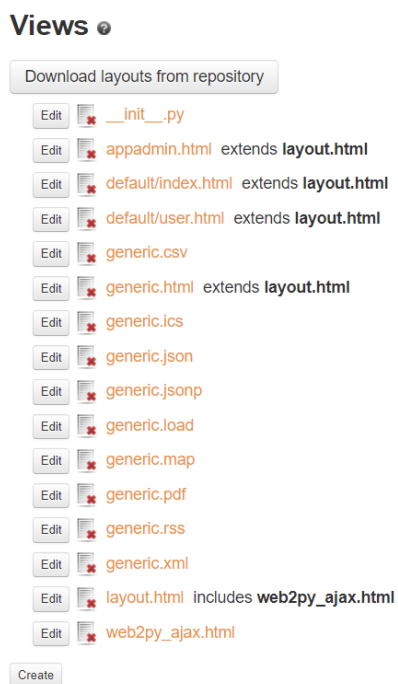 Views
Download layouts from repository
Edit __init__.py
Edit appadmin.html extends layout.html
Edit default/index.html extends layout.html
Edit default/user.html extends layout.html
Edit generic.csv
Edit generic.html extends layout.html
Edit generic.ics
Edit generic.json
Edit generic.jsonp
Edit generic.load
Edit generic.map
Edit generic.pdf
Edit generic.rss
Edit generic.xml
Edit layout.html includes web2py_ajax.html
Edit web2py_ajax.html
Create